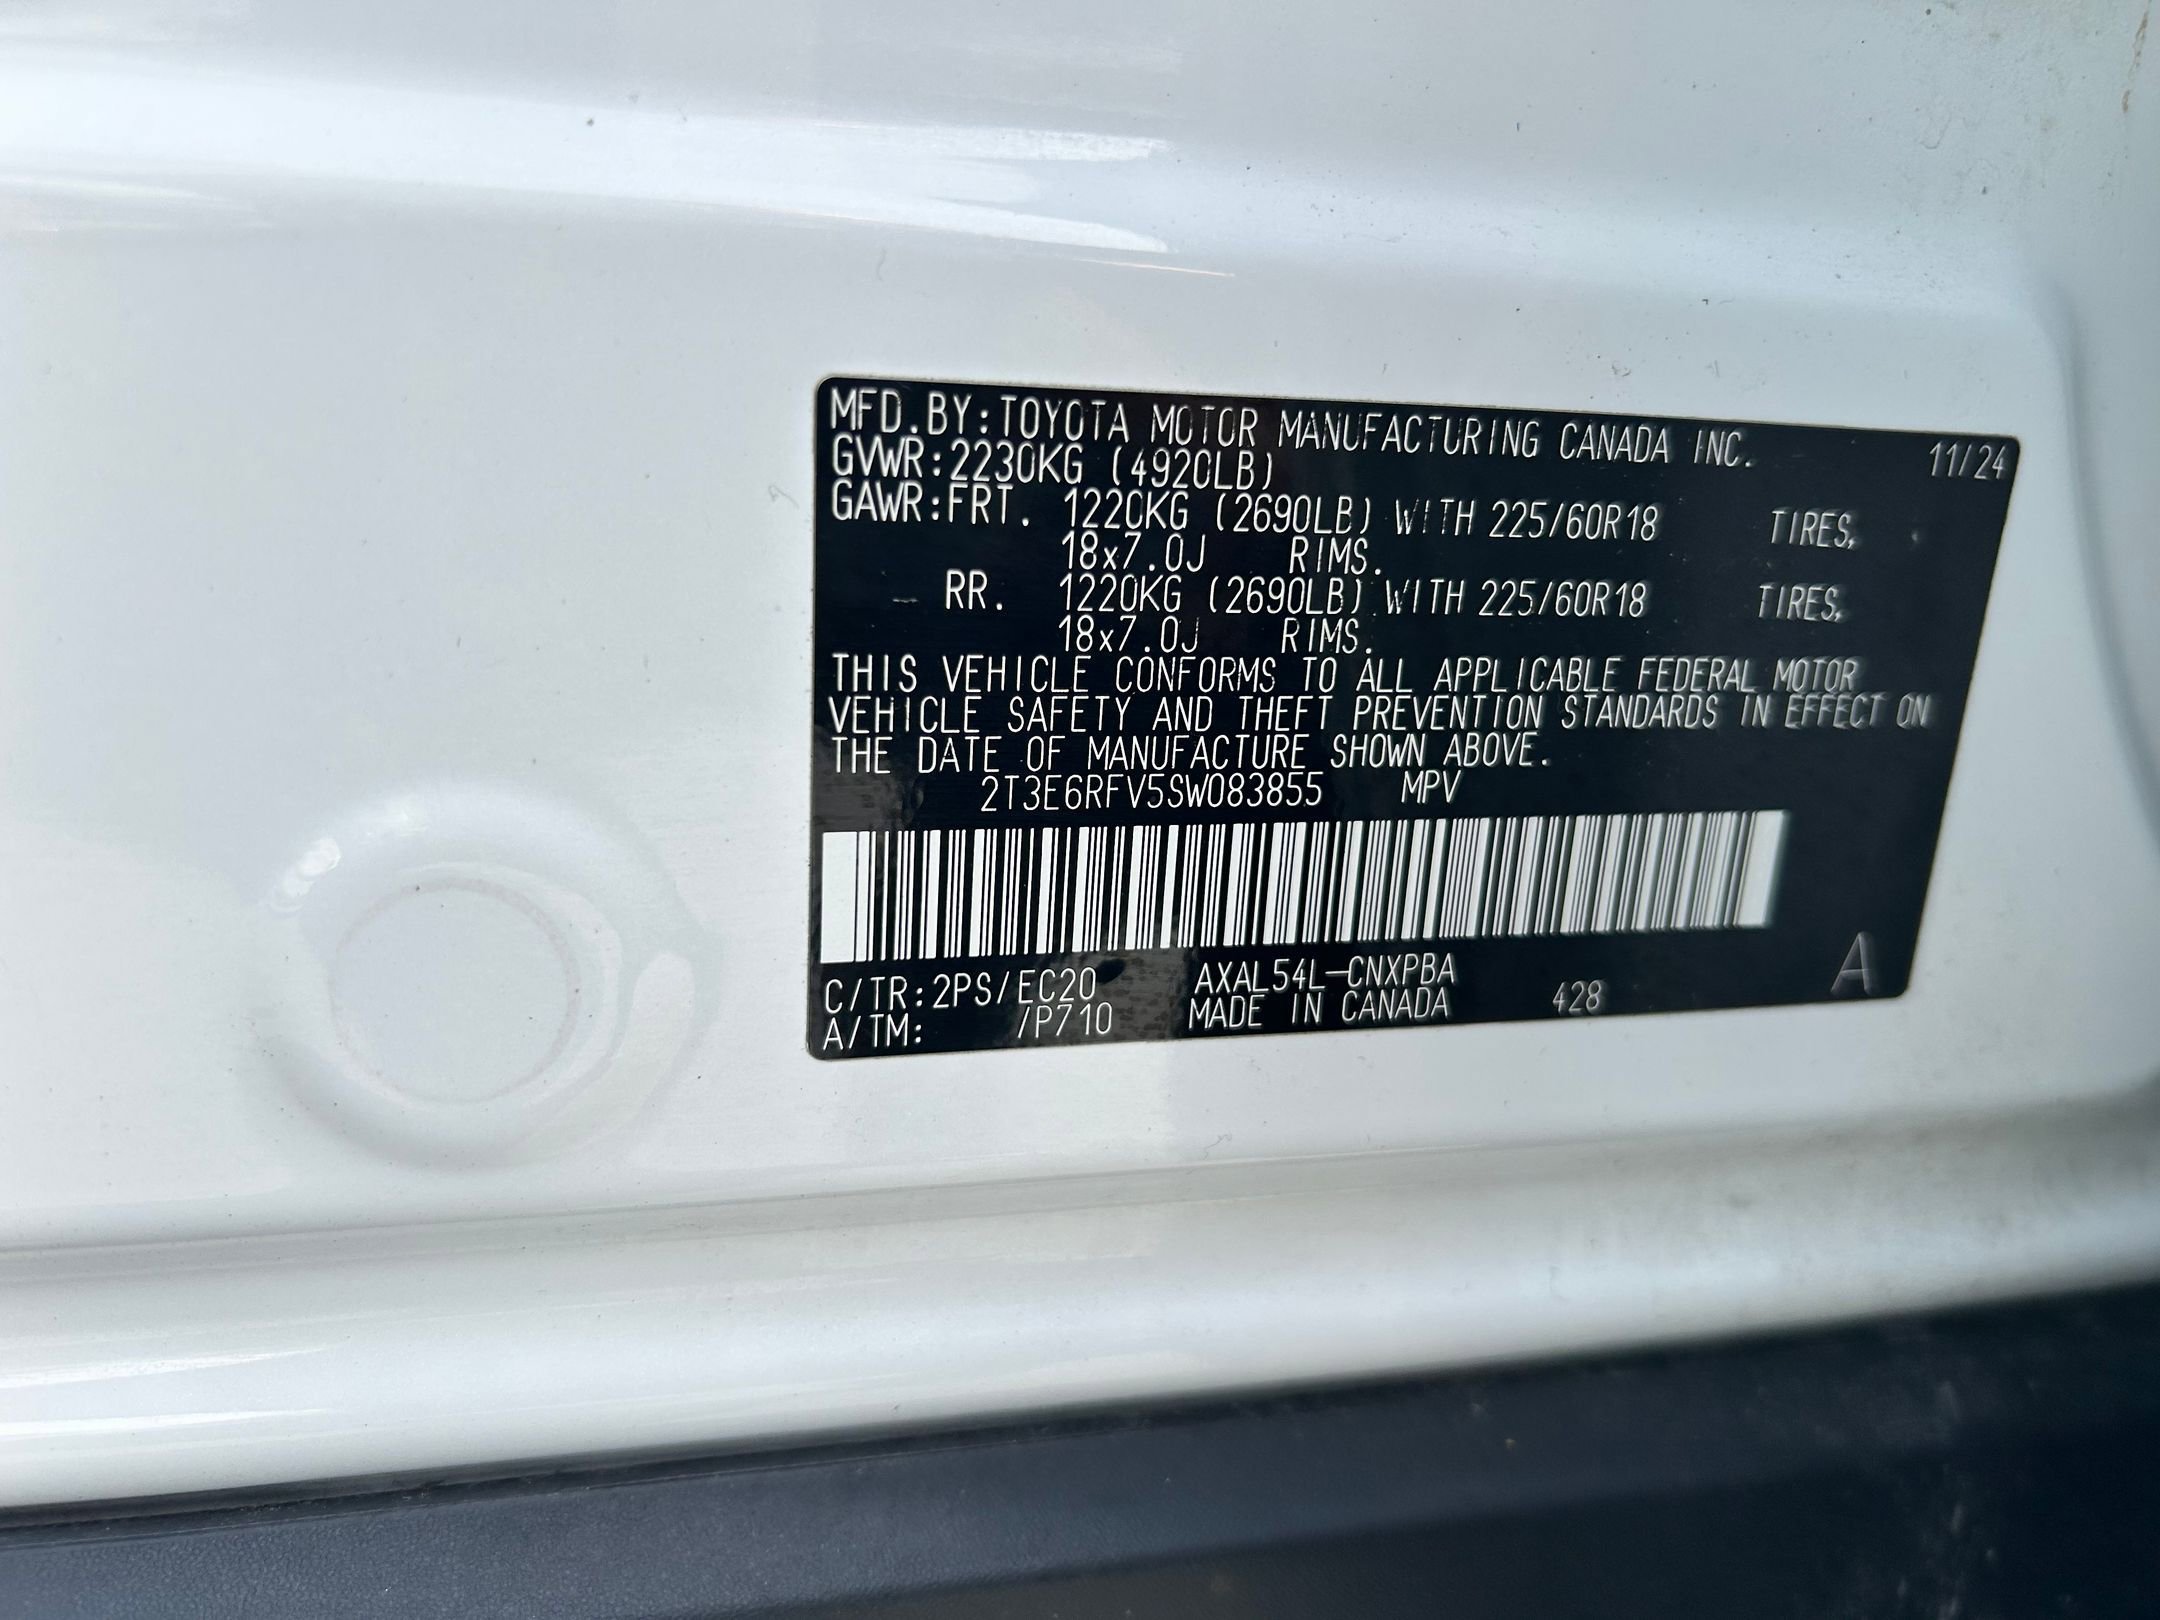 MFD.BY:TOYOTA MOTOR MANUFACTURING CANADA INC. 11/24
GVWR:2230KG (4920LB)
GAWR:FRT. 1220KG (2690LB) WITH 225/60R18 TIRES,
18x7.0J RIMS.
RR. 1220KG (2690LB) WITH 225/60R18 TIRES,
18x7.0J RIMS.
THIS VEHICLE CONFORMS TO ALL APPLICABLE FEDERAL MOTOR
VEHICLE SAFETY AND THEFT PREVENTION STANDARDS IN EFFECT ON
THE DATE OF MANUFACTURE SHOWN ABOVE.
2T3E6RFV5SW083855 MPV
C/TR:2PS/EC20 AXAL54L-CNXPBA
A/TM: /P710 MADE IN CANADA 428 A